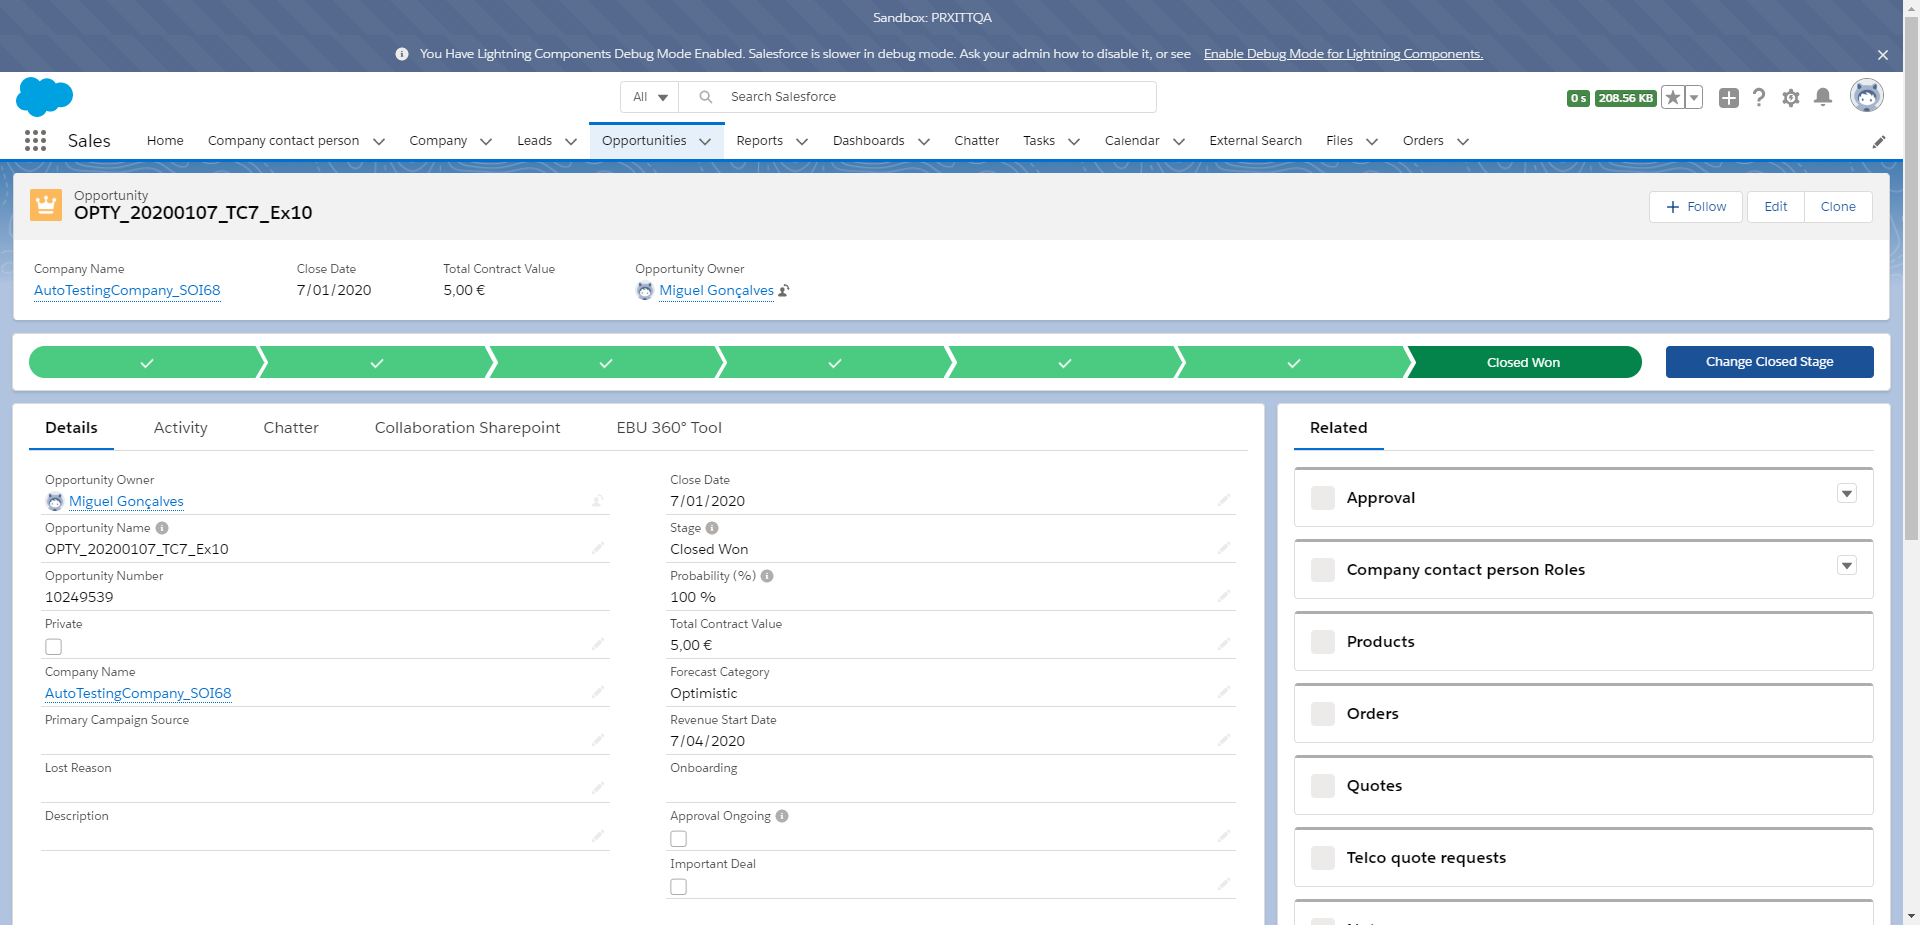 Sandbox: PRXITTQA
You Have Lightning Components Debug Mode Enabled. Salesforce is slower in debug mode. Ask your admin how to disable it, or see Enable Debug Mode for Lightning Components.
All Search Salesforce 0 s 208.56 KB
Sales Home Company contact person Company Leads Opportunities Reports Dashboards Chatter Tasks Calendar External Search Files Orders
Opportunity
OPTY_20200107_TC7_Ex10
Follow Edit Clone
Company Name Close Date Total Contract Value Opportunity Owner
AutoTestingCompany_SOI68 7/01/2020 5,00 € Miguel Gonçalves
Closed Won Change Closed Stage
Details Activity Chatter Collaboration Sharepoint EBU 360° Tool
Opportunity Owner
Miguel Gonçalves
Opportunity Name
OPTY_20200107_TC7_Ex10
Opportunity Number
10249539
Private
Company Name
AutoTestingCompany_SOI68
Primary Campaign Source
Lost Reason
Description
Close Date
7/01/2020
Stage
Closed Won
Probability (%)
100 %
Total Contract Value
5,00 €
Forecast Category
Optimistic
Revenue Start Date
7/04/2020
Onboarding
Approval Ongoing
Important Deal
Related
Approval
Company contact person Roles
Products
Orders
Quotes
Telco quote requests